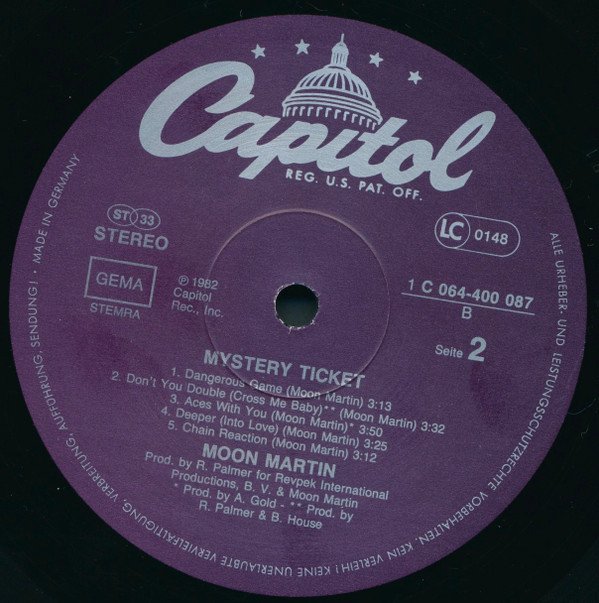 Capitol
REG. U.S. PAT. OFF.
ST 33
STEREO
LC 0148
GEMA
STEMRA
℗ 1982
Capitol
Rec., Inc.
1 C 064-400 087
B
Seite 2
MYSTERY TICKET
1. Dangerous Game (Moon Martin) 3:13
2. Don't You Double (Cross Me Baby)** (Moon Martin) 3:32
3. Aces With You (Moon Martin)* 3:50
4. Deeper (Into Love) (Moon Martin) 3:25
5. Chain Reaction (Moon Martin) 3:12
MOON MARTIN
Prod. by R. Palmer for Revpek International
Productions, B. V. & Moon Martin
* Prod. by A. Gold - ** Prod. by
R. Palmer & B. House
ALLE URHEBER- UND LEISTUNGSSCHUTZRECHTE VORBEHALTEN. KEIN VERLEIH! KEINE UNERLAUBTE VERVIELFÄLTIGUNG, VERBREITUNG, AUFFÜHRUNG, SENDUNG! • MADE IN GERMANY